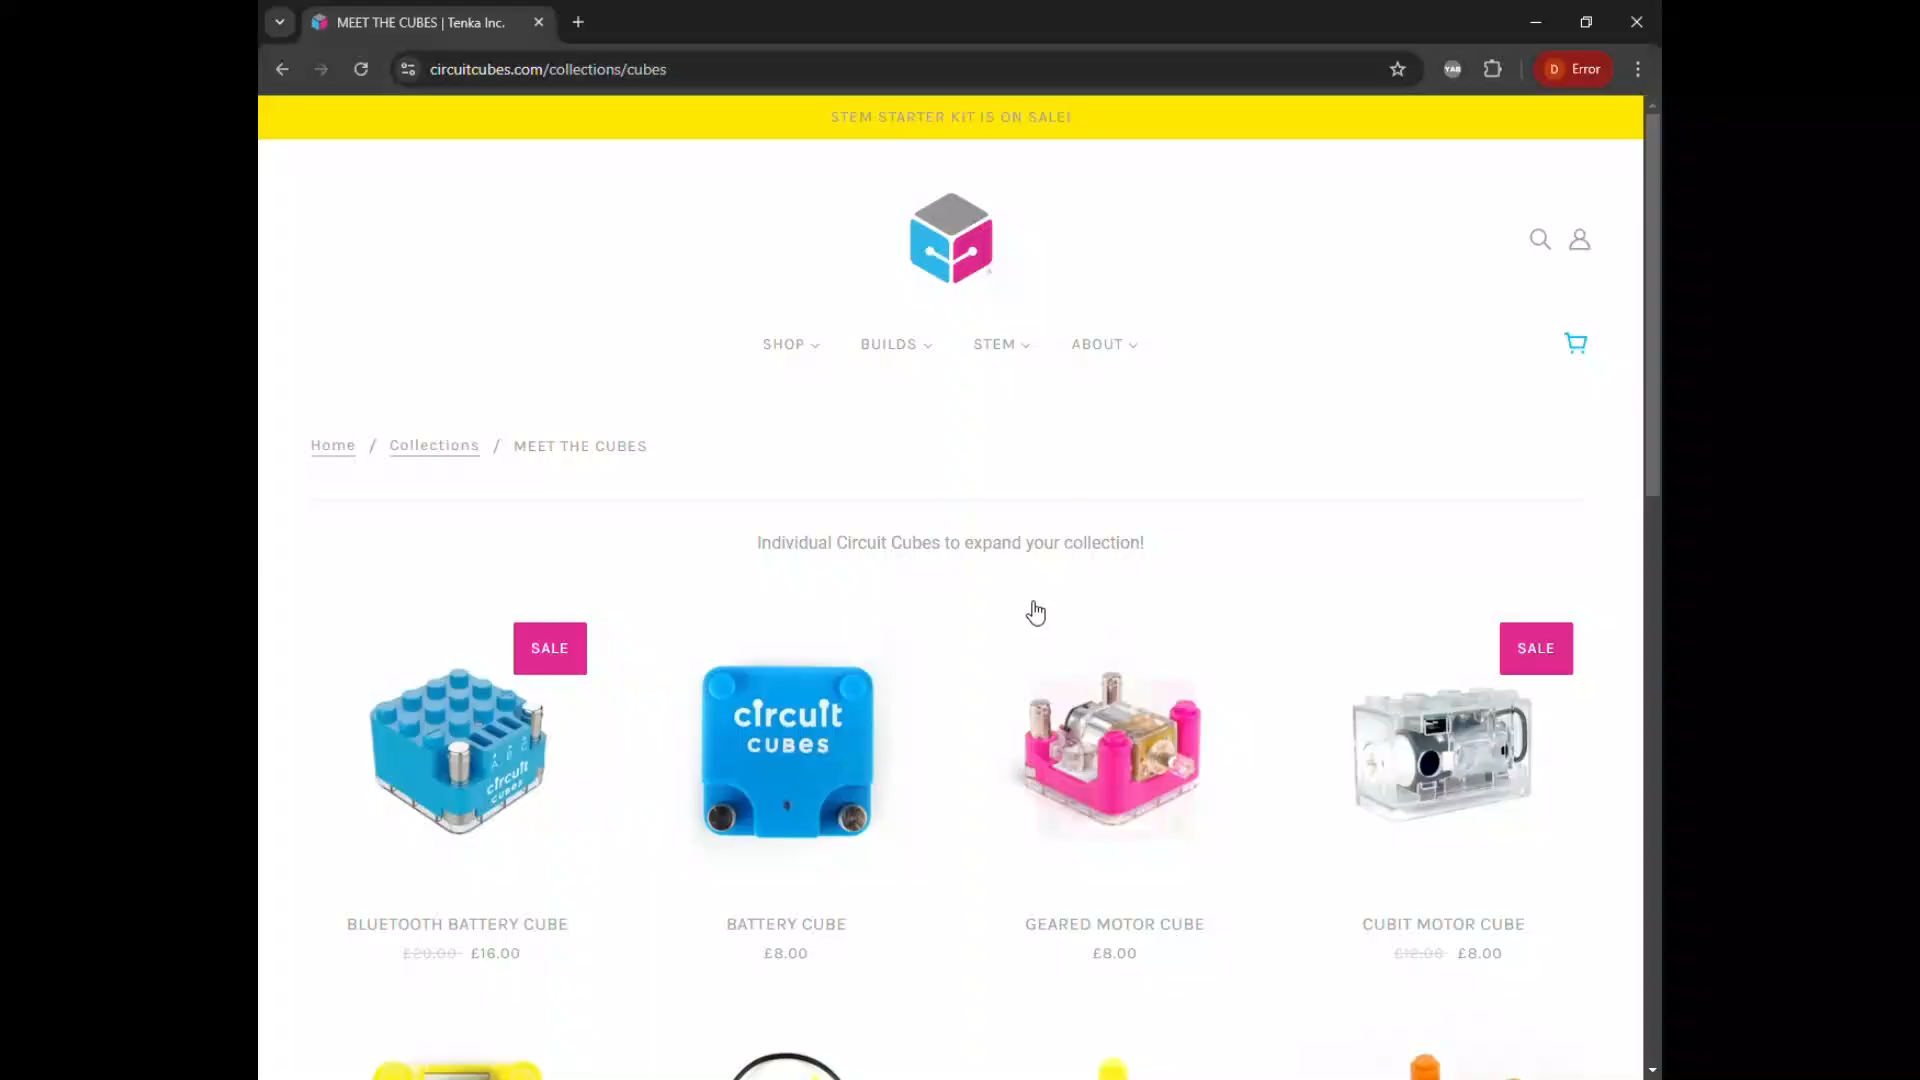 MEET THE CUBES | Tenka Inc.
circuitcubes.com/collections/cubes
YAB
D Error
STEM STARTER KIT IS ON SALE!
SHOP BUILDS STEM ABOUT
Home / Collections / MEET THE CUBES
Individual Circuit Cubes to expand your collection!
SALE
SALE
circuit
CUBES
circuit
CUBES
BLUETOOTH BATTERY CUBE
£20.00 £16.00
BATTERY CUBE
£8.00
GEARED MOTOR CUBE
£8.00
CUBIT MOTOR CUBE
£12.00 £8.00